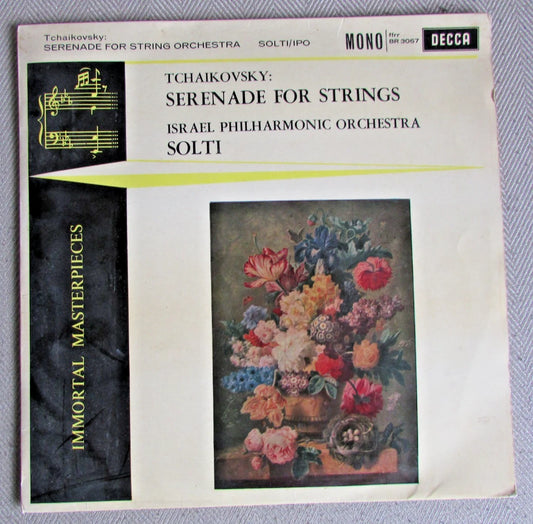 Tchaikovsky:
SERENADE FOR STRING ORCHESTRA SOLTI/IPO MONO ffrr BR 3067 DECCA
TCHAIKOVSKY:
SERENADE FOR STRINGS
ISRAEL PHILHARMONIC ORCHESTRA
SOLTI
IMMORTAL MASTERPIECES